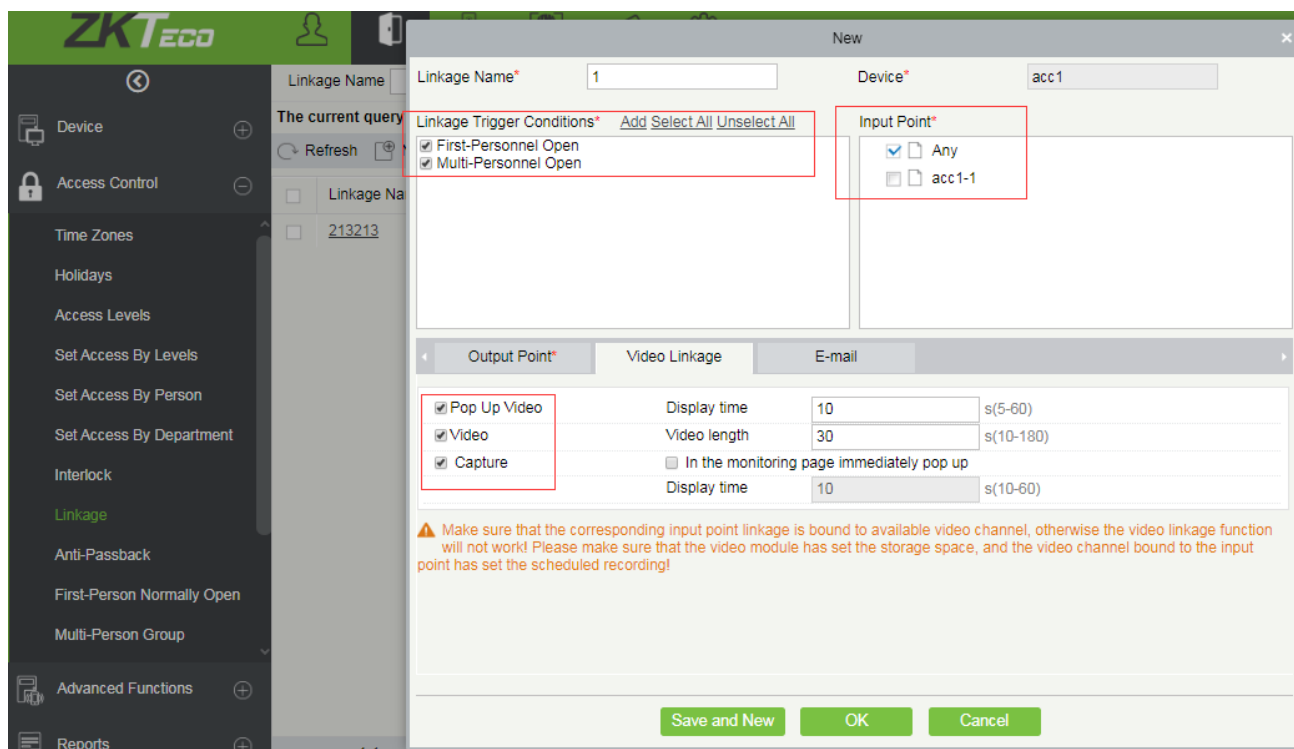 ZKTeco
New
Linkage Name
Linkage Name* 1 Device* acc1
Device
The current query
Linkage Trigger Conditions* Add Select All Unselect All Input Point*
Refresh
First-Personnel Open
Multi-Personnel Open
Any
acc1-1
Access Control
Linkage Na
213213
Time Zones
Holidays
Access Levels
Set Access By Levels
Set Access By Person
Set Access By Department
Interlock
Linkage
Anti-Passback
First-Person Normally Open
Multi-Person Group
Advanced Functions
Reports
Output Point* Video Linkage E-mail
Pop Up Video Display time 10 s(5-60)
Video Video length 30 s(10-180)
Capture In the monitoring page immediately pop up
Display time 10 s(10-60)
Make sure that the corresponding input point linkage is bound to available video channel, otherwise the video linkage function
will not work! Please make sure that the video module has set the storage space, and the video channel bound to the input
point has set the scheduled recording!
Save and New OK Cancel